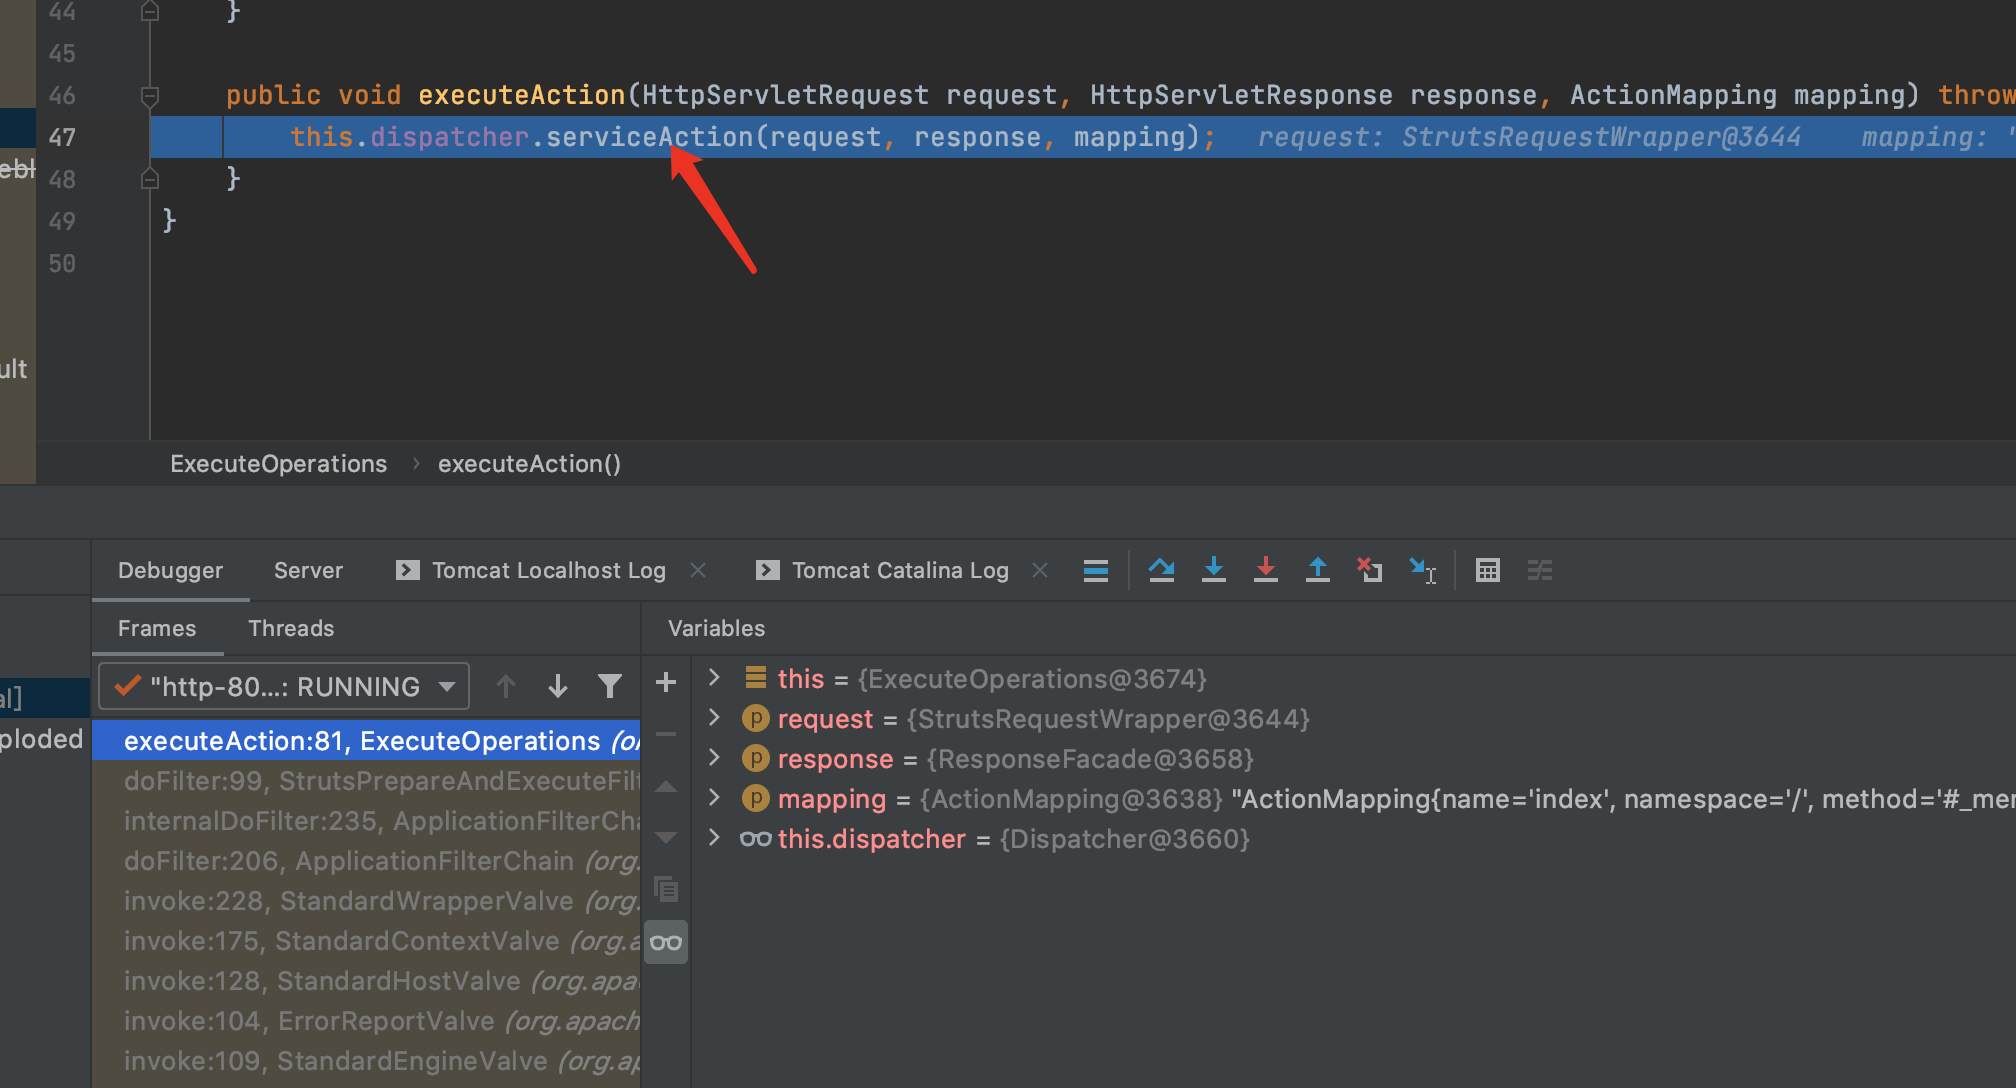 44 }
45
46 public void executeAction(HttpServletRequest request, HttpServletResponse response, ActionMapping mapping) throw
47 this.dispatcher.serviceAction(request, response, mapping); request: StrutsRequestWrapper@3644 mapping: "
48 }
49 }
50
ebl
ult
ExecuteOperations > executeAction()
Debugger Server Tomcat Localhost Log Tomcat Catalina Log
Frames Threads Variables
al]
ploded
"http-80...: RUNNING
executeAction:81, ExecuteOperations (or
doFilter:99, StrutsPrepareAndExecuteFilt
internalDoFilter:235, ApplicationFilterCha
doFilter:206, ApplicationFilterChain (org.
invoke:228, StandardWrapperValve (org.
invoke:175, StandardContextValve (org.a
invoke:128, StandardHostValve (org.apa
invoke:104, ErrorReportValve (org.apach
invoke:109, StandardEngineValve (org.ap
this = {ExecuteOperations@3674}
p request = {StrutsRequestWrapper@3644}
p response = {ResponseFacade@3658}
p mapping = {ActionMapping@3638} "ActionMapping{name='index', namespace='/', method='#_mer
this.dispatcher = {Dispatcher@3660}